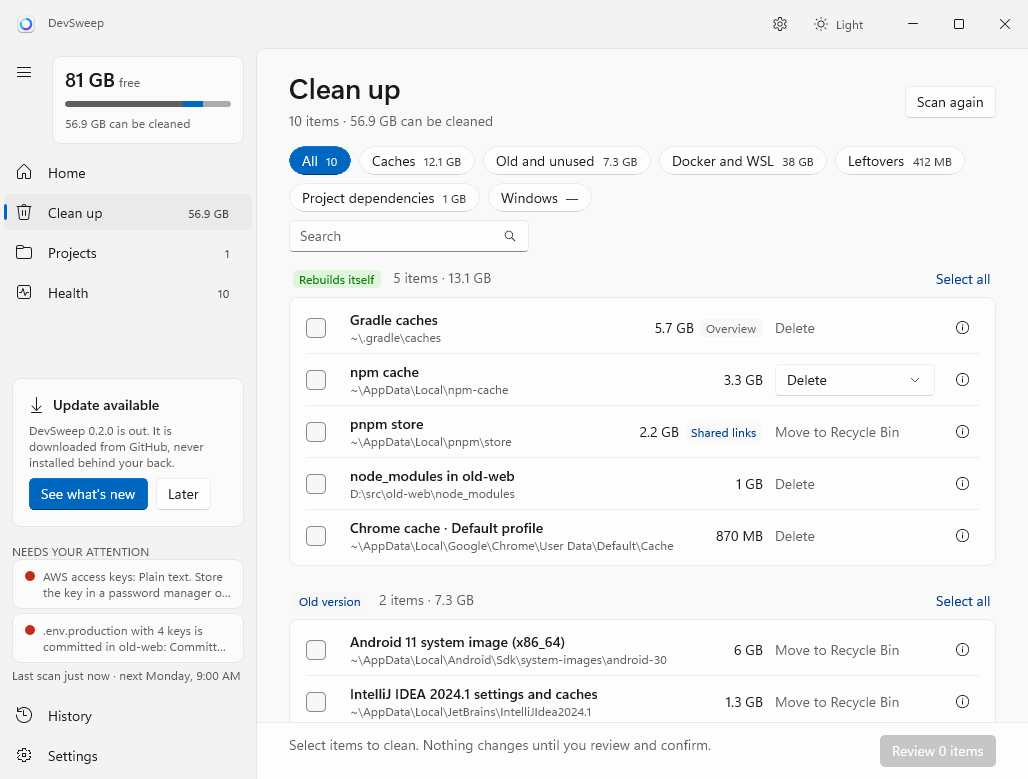 DevSweep
Light
81 GB free
56.9 GB can be cleaned
Home
Clean up 56.9 GB
Projects 1
Health 10
Update available
DevSweep 0.2.0 is out. It is
downloaded from GitHub, never
installed behind your back.
See what's new Later
NEEDS YOUR ATTENTION
AWS access keys: Plain text. Store
the key in a password manager o...
.env.production with 4 keys is
committed in old-web: Committ...
Last scan just now · next Monday, 9:00 AM
History
Settings
Clean up
10 items · 56.9 GB can be cleaned
Scan again
All 10 Caches 12.1 GB Old and unused 7.3 GB Docker and WSL 38 GB Leftovers 412 MB
Project dependencies 1 GB Windows —
Search
Rebuilds itself 5 items · 13.1 GB Select all
Gradle caches
~\.gradle\caches
5.7 GB Overview Delete
npm cache
~\AppData\Local\npm-cache
3.3 GB Delete
pnpm store
~\AppData\Local\pnpm\store
2.2 GB Shared links Move to Recycle Bin
node_modules in old-web
D:\src\old-web\node_modules
1 GB Delete
Chrome cache · Default profile
~\AppData\Local\Google\Chrome\User Data\Default\Cache
870 MB Delete
Old version 2 items · 7.3 GB Select all
Android 11 system image (x86_64)
~\AppData\Local\Android\Sdk\system-images\android-30
6 GB Move to Recycle Bin
IntelliJ IDEA 2024.1 settings and caches
~\AppData\Local\JetBrains\IntelliJIdea2024.1
1.3 GB Move to Recycle Bin
Select items to clean. Nothing changes until you review and confirm.
Review 0 items